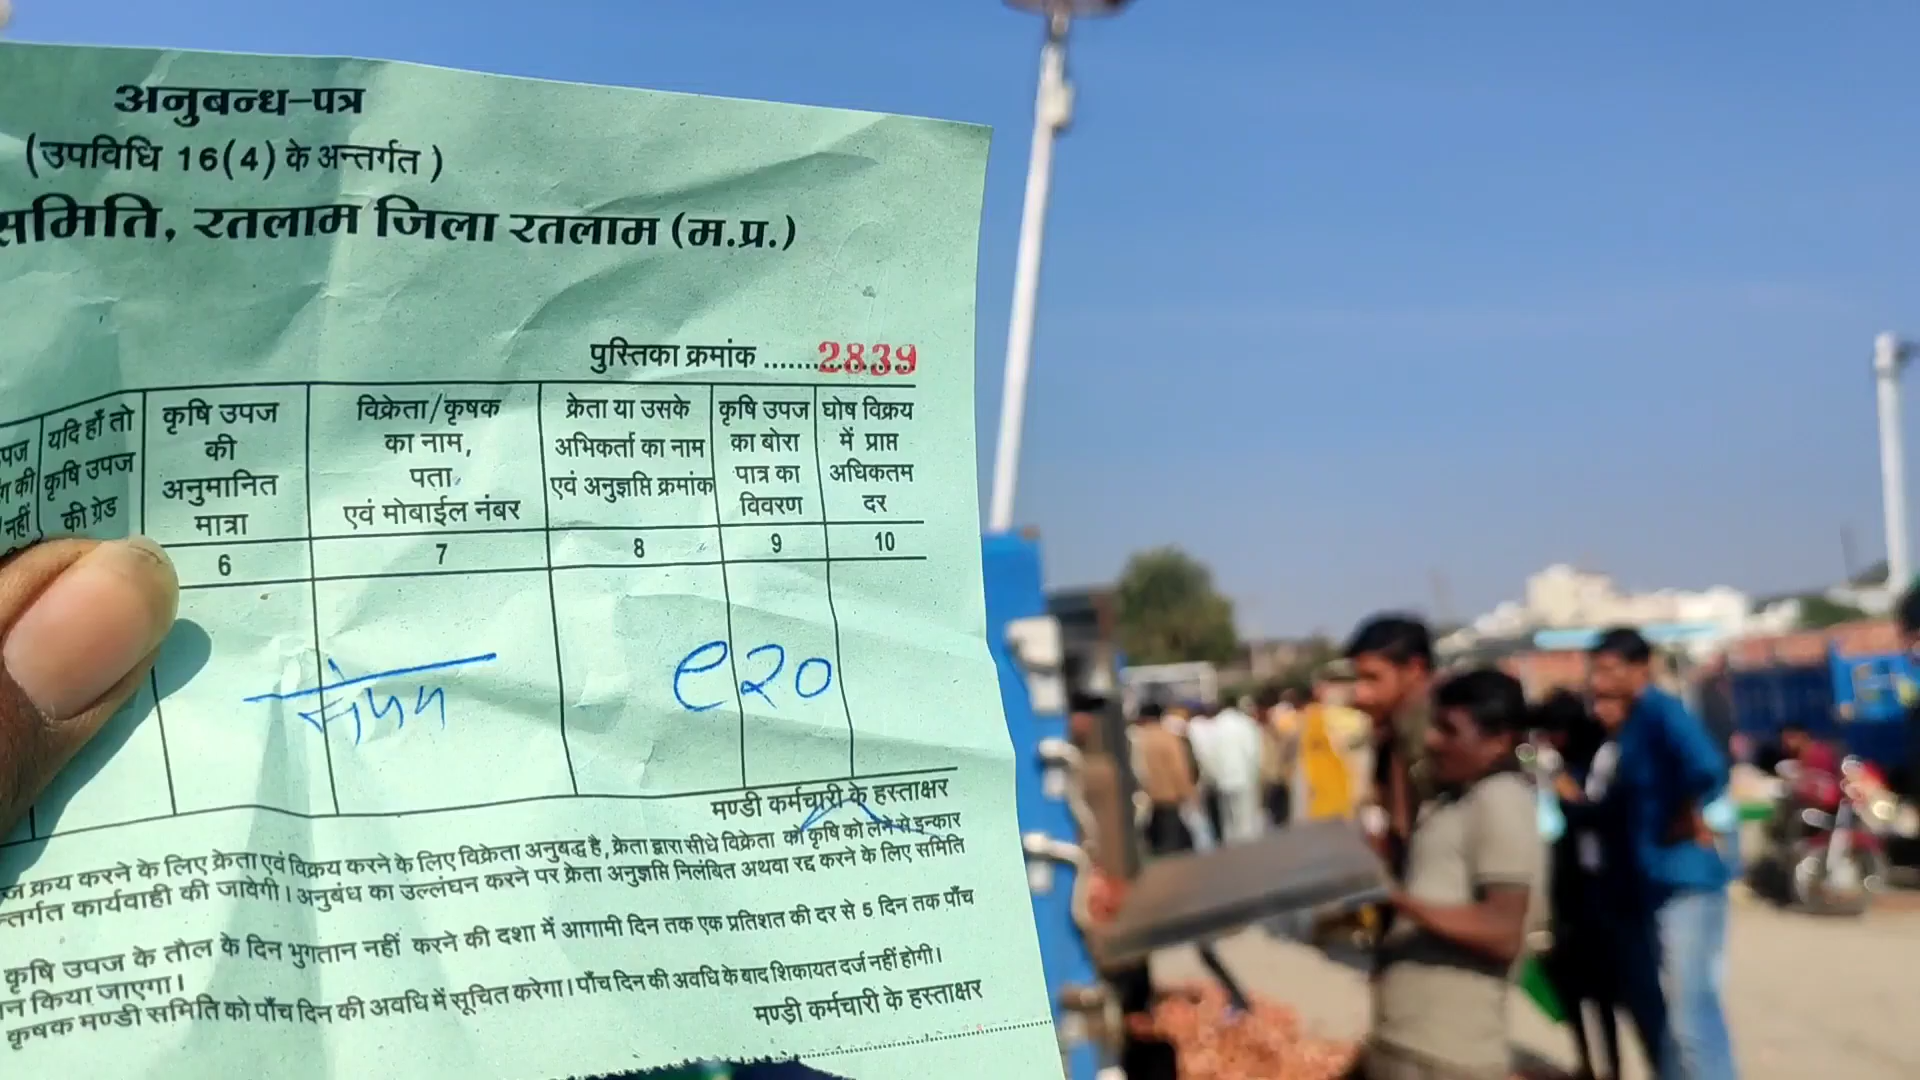 अनुबन्ध-पत्र
(उपविधि 16(4) के अन्तर्गत )
समिति, रतलाम जिला रतलाम (म.प्र.)
पुस्तिका क्रमांक ......2839
यदि हाँ तो
कृषि उपज
की ग्रेड
कृषि उपज
की
अनुमानित
मात्रा
विक्रेता/कृषक
का नाम,
पता
एवं मोबाईल नंबर
क्रेता या उसके
अभिकर्ता का नाम
एवं अनुज्ञप्ति क्रमांक
कृषि उपज
का बोरा
पात्र का
विवरण
घोष विक्रय
में प्राप्त
अधिकतम
दर
6 7 8 9 10
९२०
मण्डी कर्मचारी के हस्ताक्षर
क्रय करने के लिए क्रेता एवं विक्रय करने के लिए विक्रेता अनुबद्ध है, क्रेता द्वारा सीधे विक्रेता को कृषि को लेने से इन्कार
कार्यवाही की जावेगी। अनुबंध का उल्लंघन करने पर क्रेता अनुज्ञप्ति निलंबित अथवा रद्द करने के लिए समिति
कृषि उपज के तौल के दिन भुगतान नहीं करने की दशा में आगामी दिन तक एक प्रतिशत की दर से 5 दिन तक पाँच
किया जाएगा।
कृषक मण्डी समिति को पाँच दिन की अवधि में सूचित करेगा। पाँच दिन की अवधि के बाद शिकायत दर्ज नहीं होगी।
मण्डी कर्मचारी के हस्ताक्षर